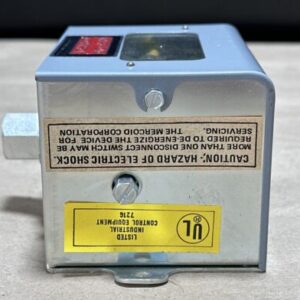 CAUTION, HAZARD OF ELECTRIC SHOCK.
MORE THAN ONE DISCONNECT SWITCH MAY BE
REQUIRED TO DE-ENERGIZE THE DEVICE FOR
SERVICING. THE MERCOID CORPORATION
UL
®
LISTED
INDUSTRIAL
CONTROL EQUIPMENT
721G